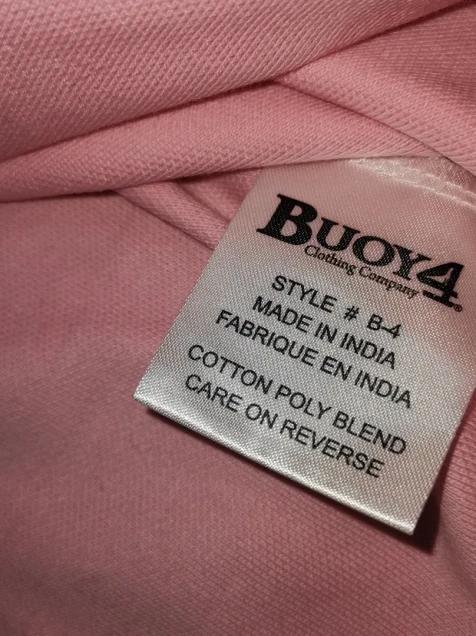 BUOY4®
Clothing Company
STYLE # B-4
MADE IN INDIA
FABRIQUE EN INDIA
COTTON POLY BLEND
CARE ON REVERSE